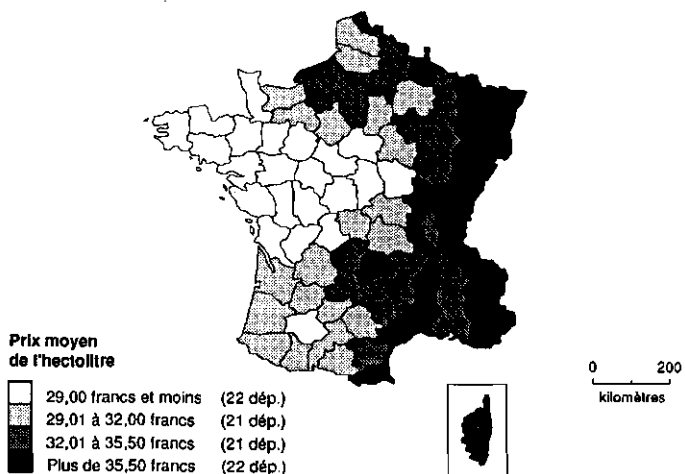 Prix moyen
de l'hectolitre
29,00 francs et moins (22 dép.)
29,01 à 32,00 francs (21 dép.)
32,01 à 35,50 francs (21 dép.)
Plus de 35,50 francs (22 dép.)
0 200
kilomètres